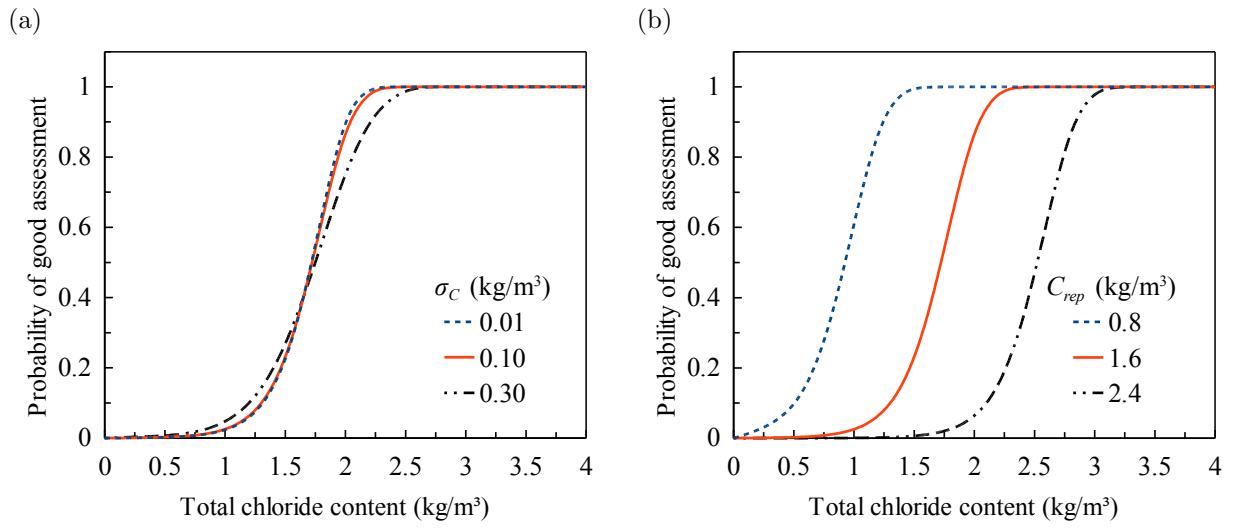 (a)
Probability of good assessment
1
0.8
0.6
0.4
0.2
0
σC (kg/m³)
0.01
0.10
0.30
0 0.5 1 1.5 2 2.5 3 3.5 4
Total chloride content (kg/m³)
(b)
Probability of good assessment
1
0.8
0.6
0.4
0.2
0
Crep (kg/m³)
0.8
1.6
2.4
0 0.5 1 1.5 2 2.5 3 3.5 4
Total chloride content (kg/m³)